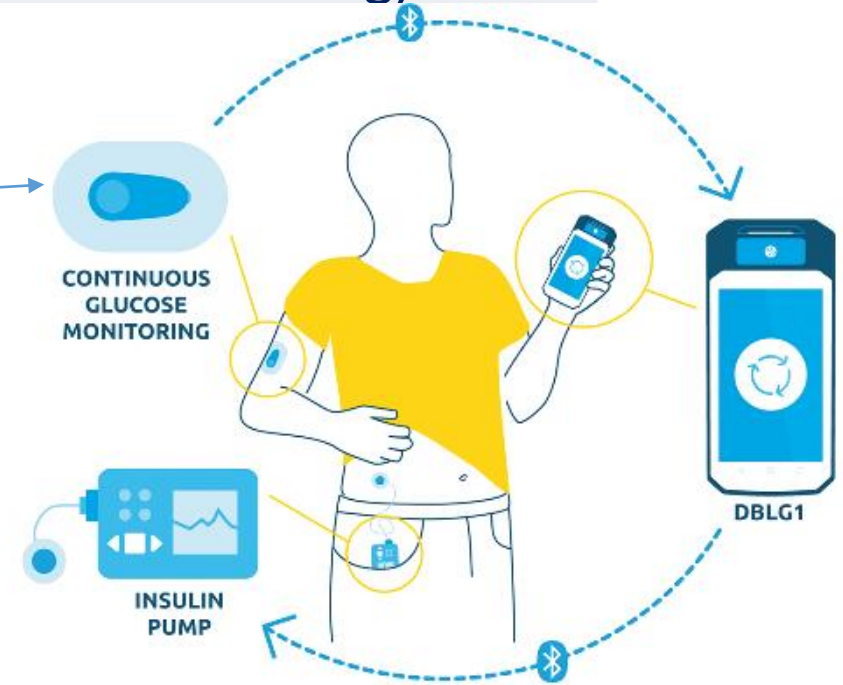 CONTINUOUS
GLUCOSE
MONITORING
DBLG1
INSULIN
PUMP